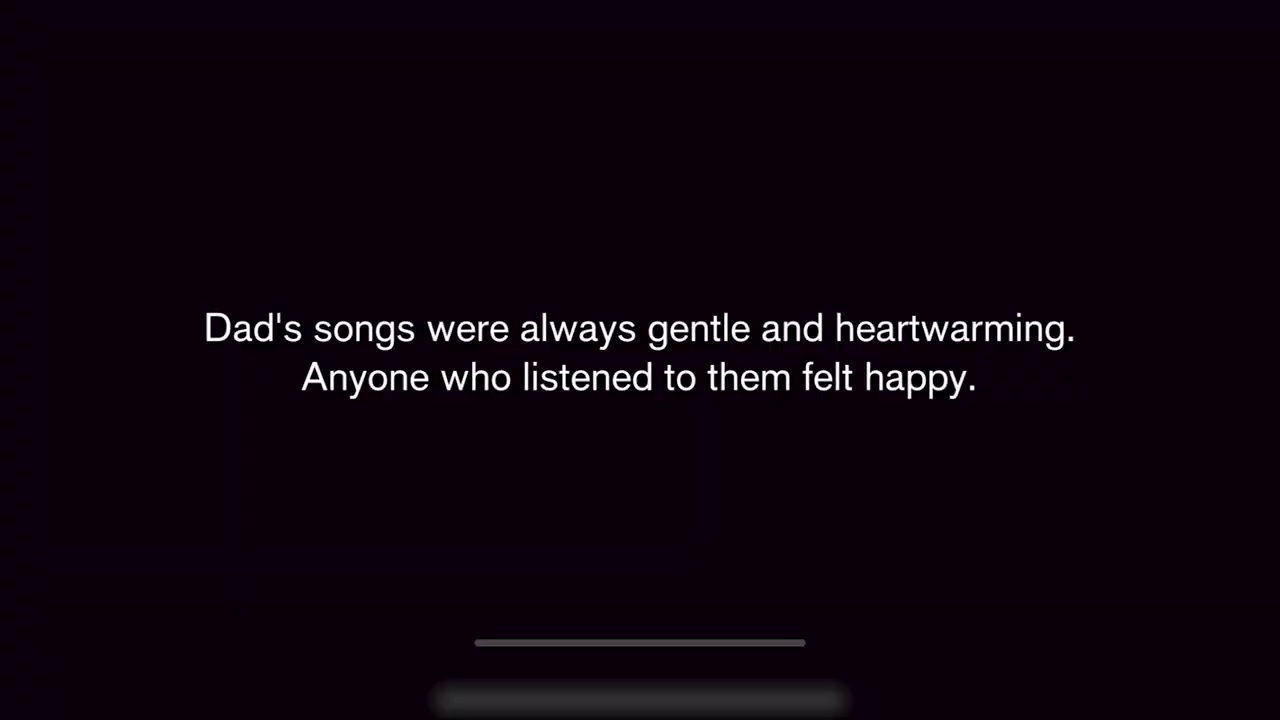 Dad's songs were always gentle and heartwarming.
Anyone who listened to them felt happy.